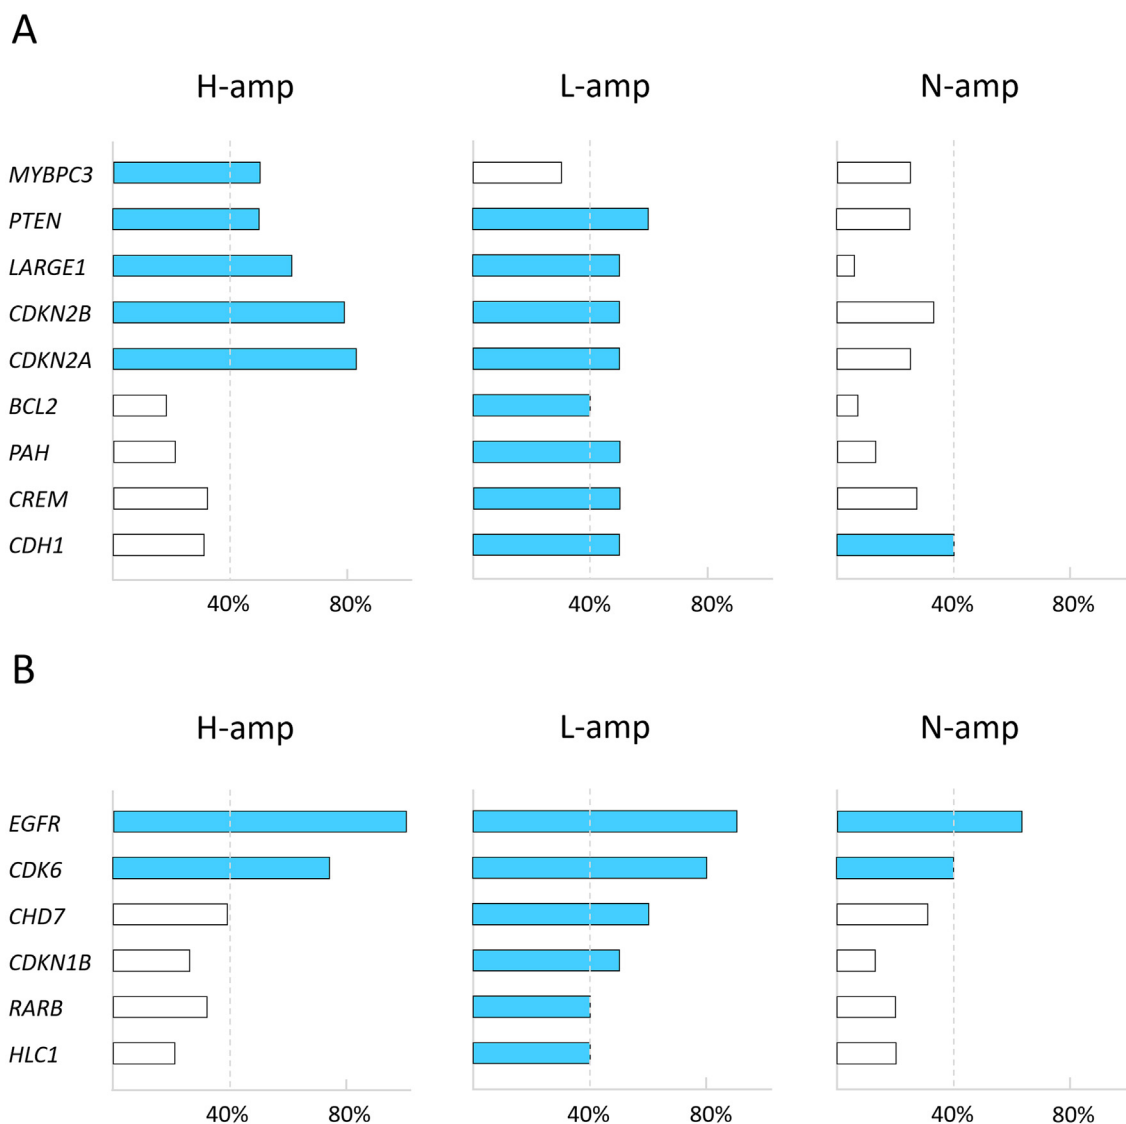 A
H-amp L-amp N-amp
MYBPC3
PTEN
LARGE1
CDKN2B
CDKN2A
BCL2
PAH
CREM
CDH1
40% 80% 40% 80% 40% 80%
B
H-amp L-amp N-amp
EGFR
CDK6
CHD7
CDKN1B
RARB
HLC1
40% 80% 40% 80% 40% 80%